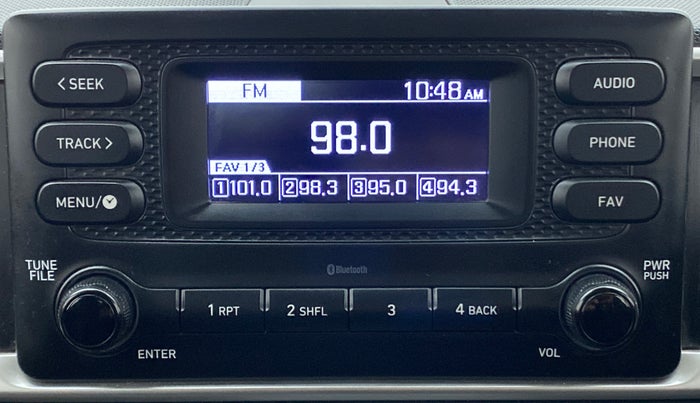 < SEEK
FM 10:48 AM
AUDIO
TRACK >
98.0
PHONE
FAV 1/3
MENU/
1 101.0 2 98.3 3 95.0 4 94.3
FAV
Bluetooth
TUNE
FILE
PWR
PUSH
1 RPT
2 SHFL
3
4 BACK
ENTER
VOL